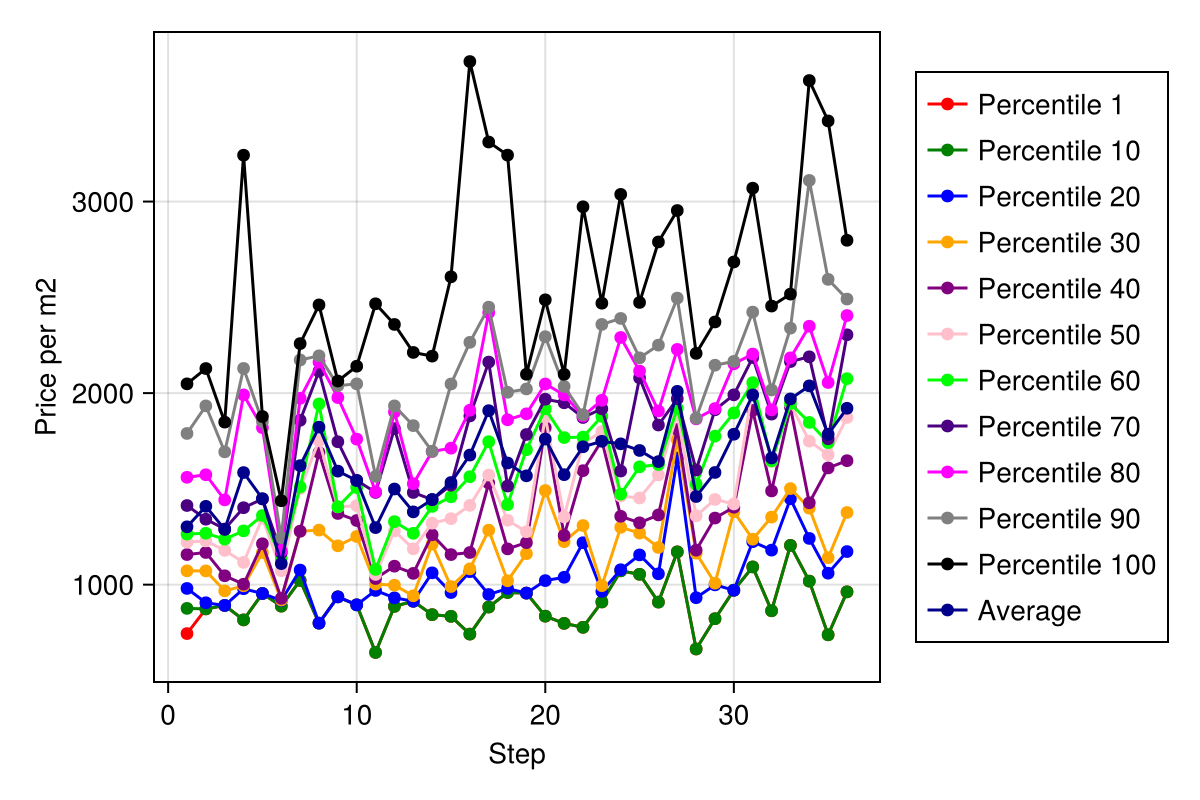 Price per m2
3000
2000
1000
0
10
20
30
Step
Percentile 1
Percentile 10
Percentile 20
Percentile 30
Percentile 40
Percentile 50
Percentile 60
Percentile 70
Percentile 80
Percentile 90
Percentile 100
Average